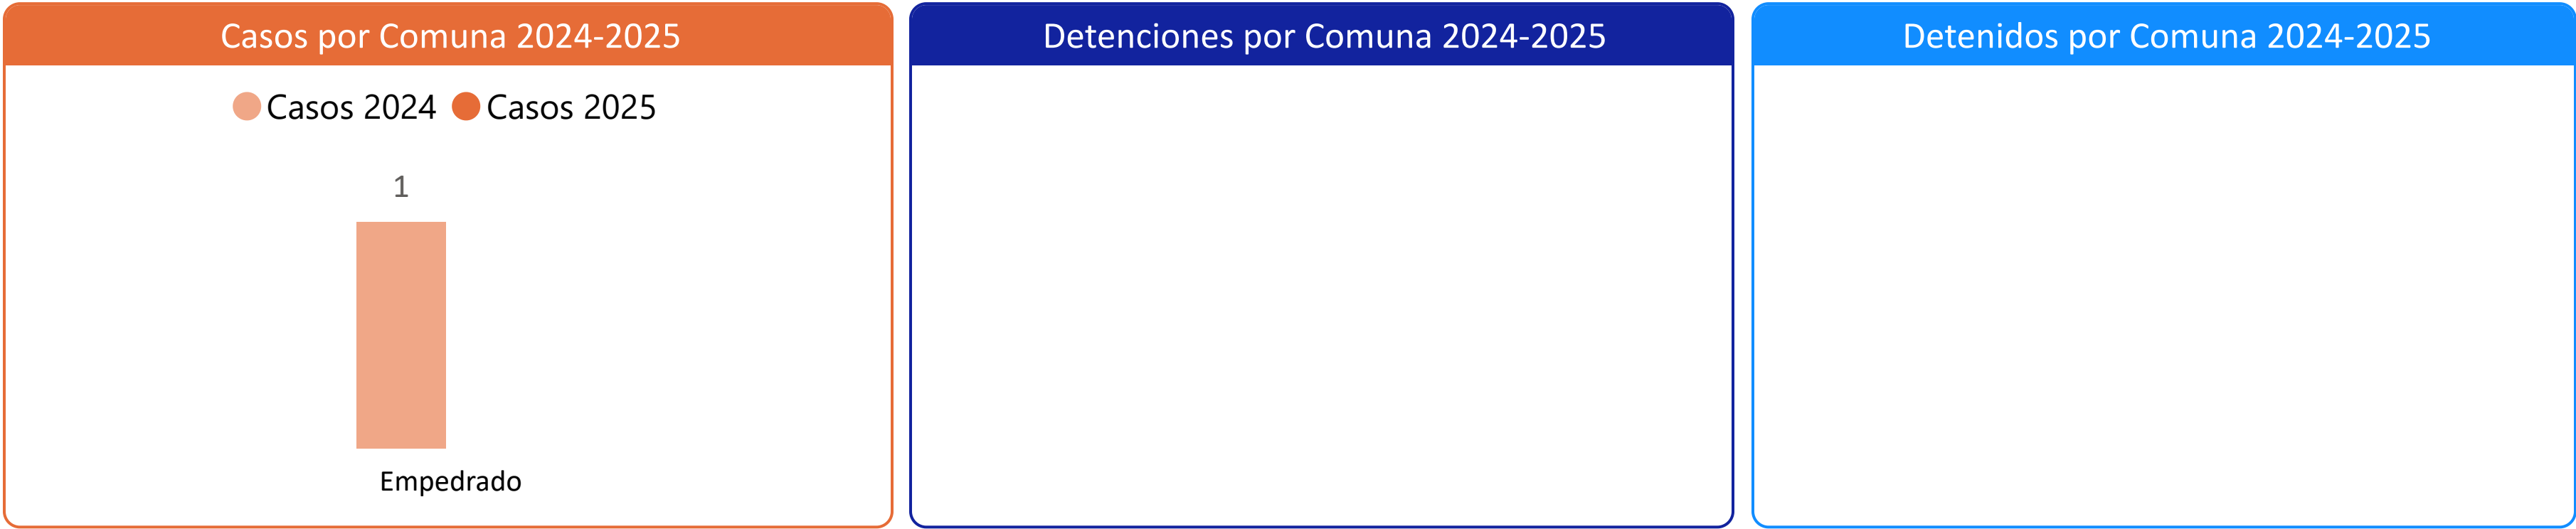 Casos por Comuna 2024-2025
Casos 2024 Casos 2025
1
Empedrado
Detenciones por Comuna 2024-2025
Detenidos por Comuna 2024-2025